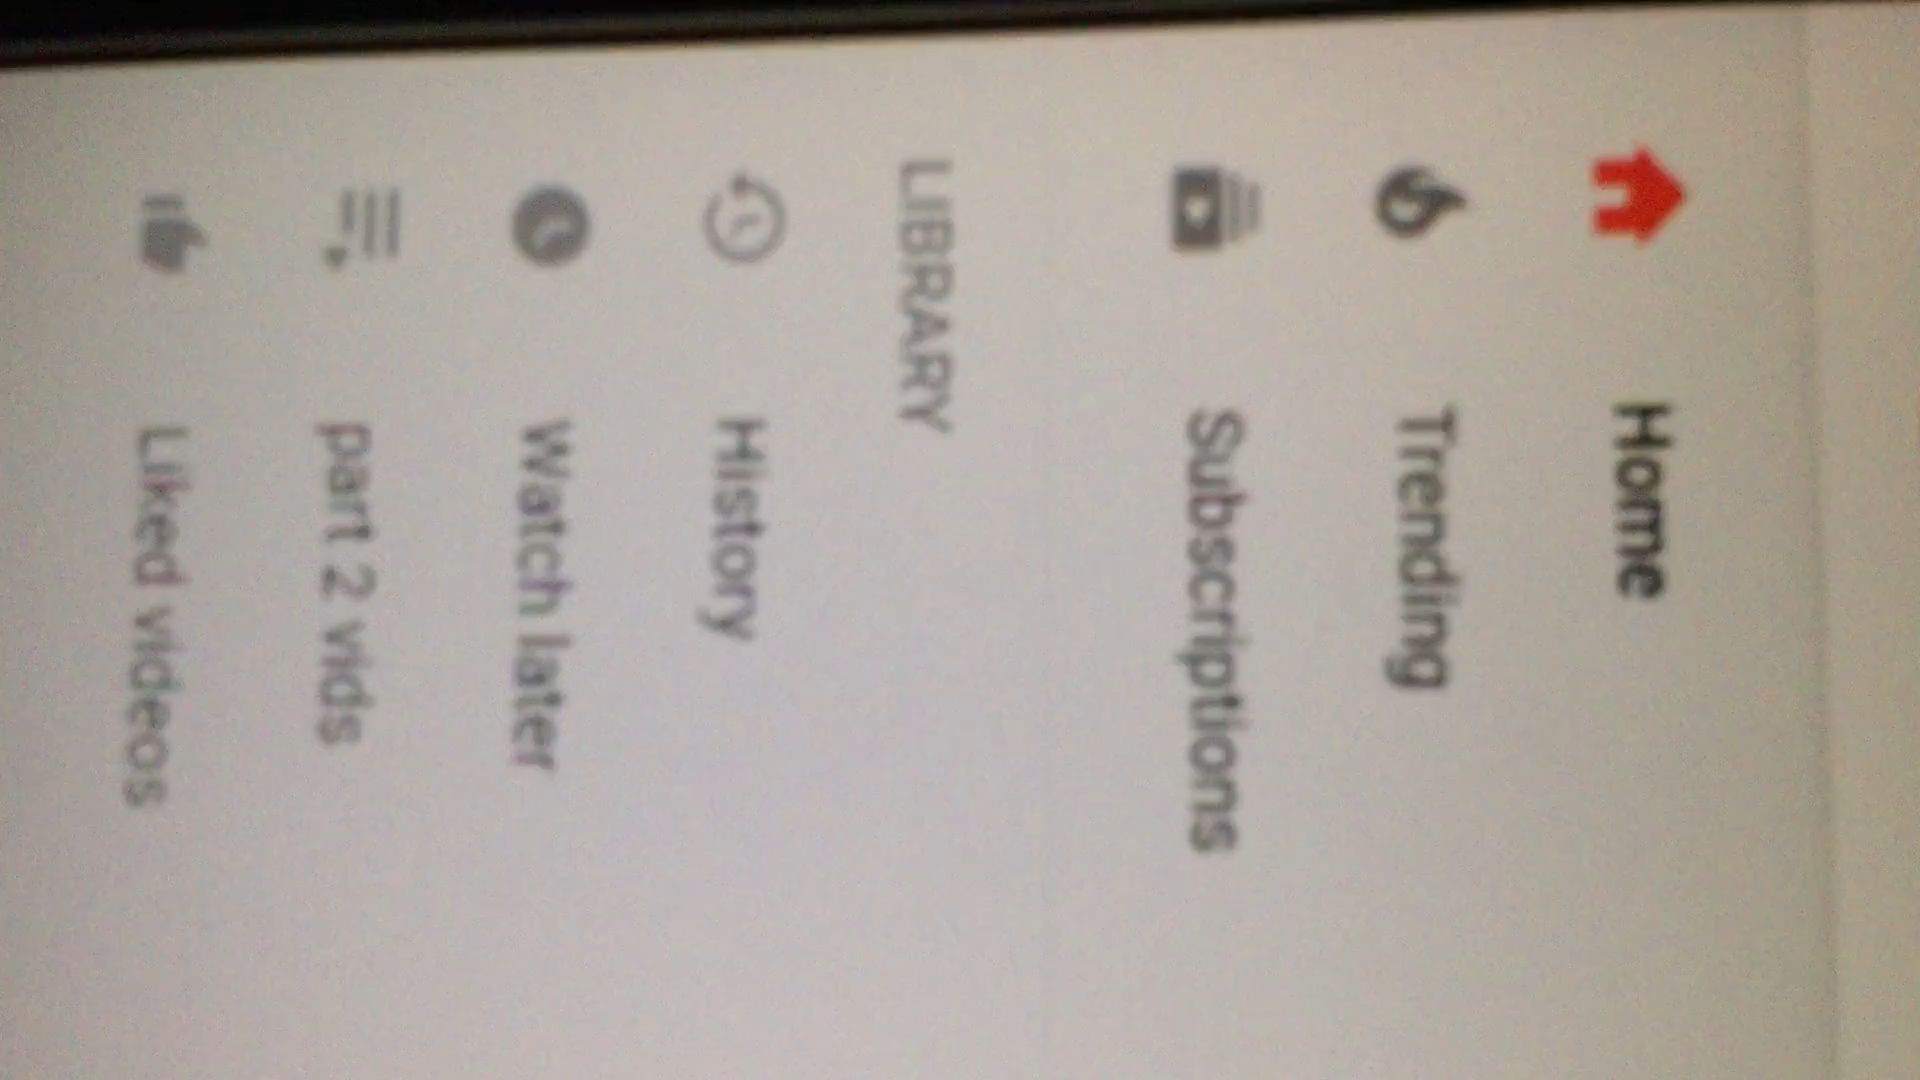 Home
Trending
Subscriptions
LIBRARY
History
Watch later
part 2 vids
Liked videos